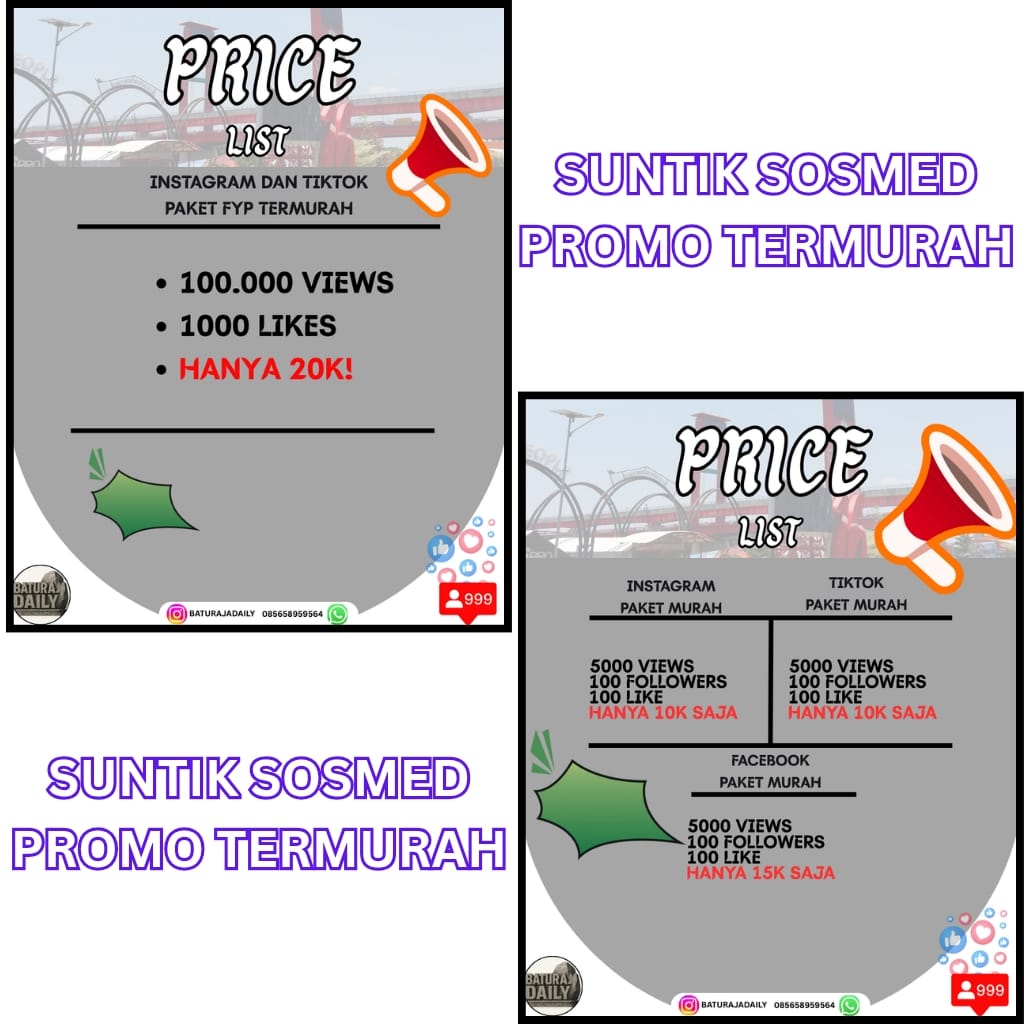 PRICE
LIST
INSTAGRAM DAN TIKTOK
PAKET FYP TERMURAH
• 100.000 VIEWS
• 1000 LIKES
• HANYA 20K!
BATURAJA
DAILY
BATURAJADAILY 085658959564
999
SUNTIK SOSMED
PROMO TERMURAH
SUNTIK SOSMED
PROMO TERMURAH
PRICE
LIST
INSTAGRAM
PAKET MURAH
TIKTOK
PAKET MURAH
5000 VIEWS
100 FOLLOWERS
100 LIKE
HANYA 10K SAJA
5000 VIEWS
100 FOLLOWERS
100 LIKE
HANYA 10K SAJA
FACEBOOK
PAKET MURAH
5000 VIEWS
100 FOLLOWERS
100 LIKE
HANYA 15K SAJA
DAILY
BATURAJADAILY 085658959564
999